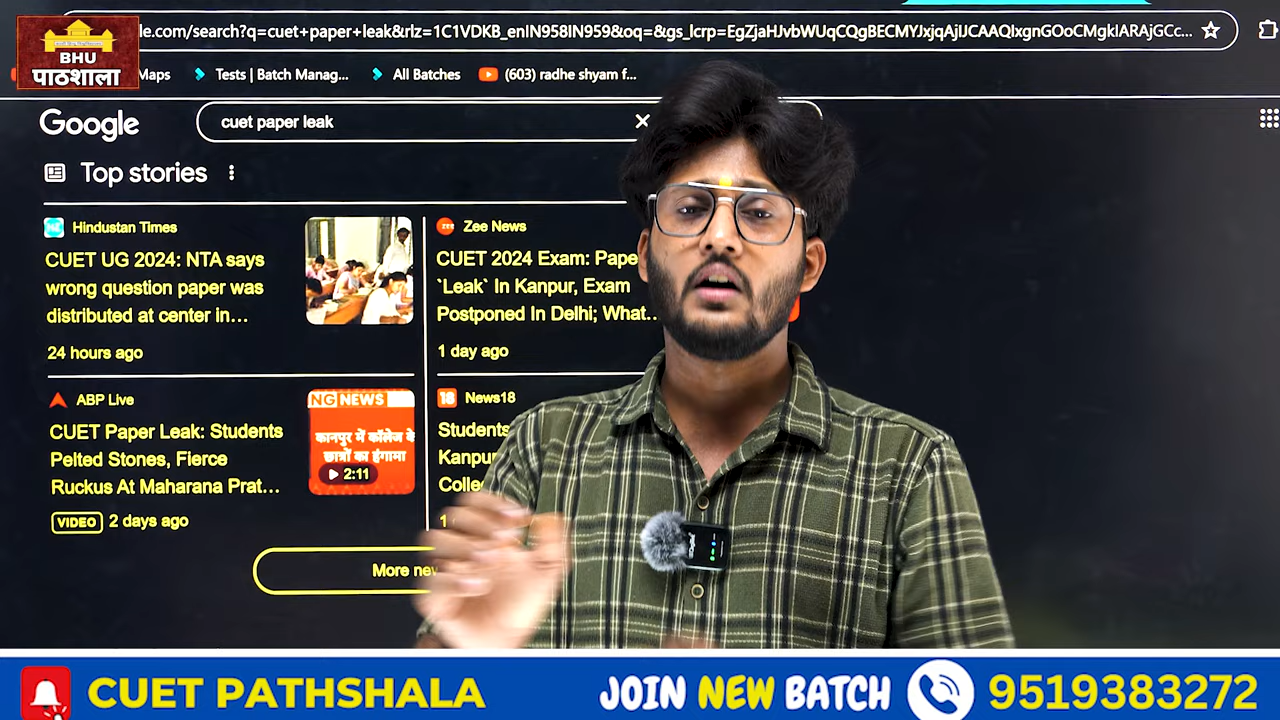 BHU
पाठशाला
le.com/search?q=cuet+paper+leak&rlz=1C1VDKB_enIN958IN959&oq=&gs_lcrp=EgZjaHJvbWUqCQgBECMYJxjqAjIJCAAQIxgnGOoCMgkIARAjGCc...
Maps
Tests | Batch Manag...
All Batches
(603) radhe shyam f...
Google
cuet paper leak
Top stories
Hindustan Times
CUET UG 2024: NTA says
wrong question paper was
distributed at center in...
24 hours ago
Zee News
CUET 2024 Exam: Pape
`Leak` In Kanpur, Exam
Postponed In Delhi; What..
1 day ago
ABP Live
CUET Paper Leak: Students
Pelted Stones, Fierce
Ruckus At Maharana Prat...
VIDEO 2 days ago
NG NEWS
कानपुर में कॉलेज के
छात्रों का हंगामा
2:11
18 News18
Students
Kanpur
Colle
1
More new
CUET PATHSHALA
JOIN NEW BATCH
9519383272